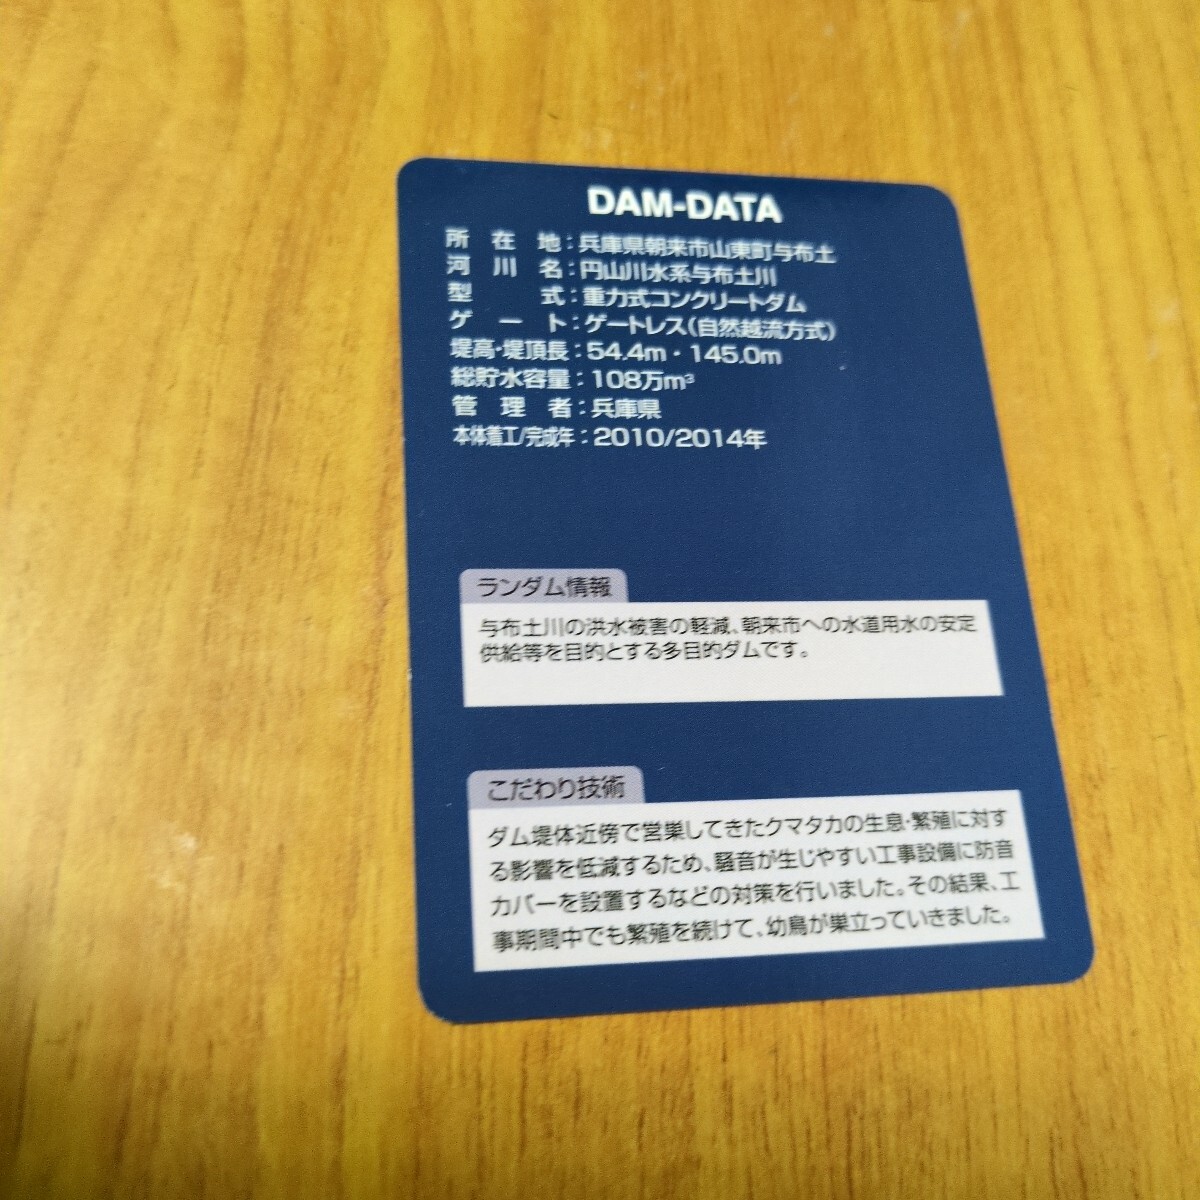 DAM-DATA
所在地：兵庫県朝来市山東町与布土
河川名：円山川水系与布土川
型式：重力式コンクリートダム
ゲート：ゲートレス（自然越流方式）
堤高・堤頂長：54.4m・145.0m
総貯水容量：108万m³
管理者：兵庫県
本体着工/完成年：2010/2014年
ランダム情報
与布土川の洪水被害の軽減、朝来市への水道用水の安定
供給等を目的とする多目的ダムです。
こだわり技術
ダム堤体近傍で営巣してきたクマタカの生息・繁殖に対す
る影響を低減するため、騒音が生じやすい工事設備に防音
カバーを設置するなどの対策を行いました。その結果、工
事期間中でも繁殖を続けて、幼鳥が巣立っていきました。